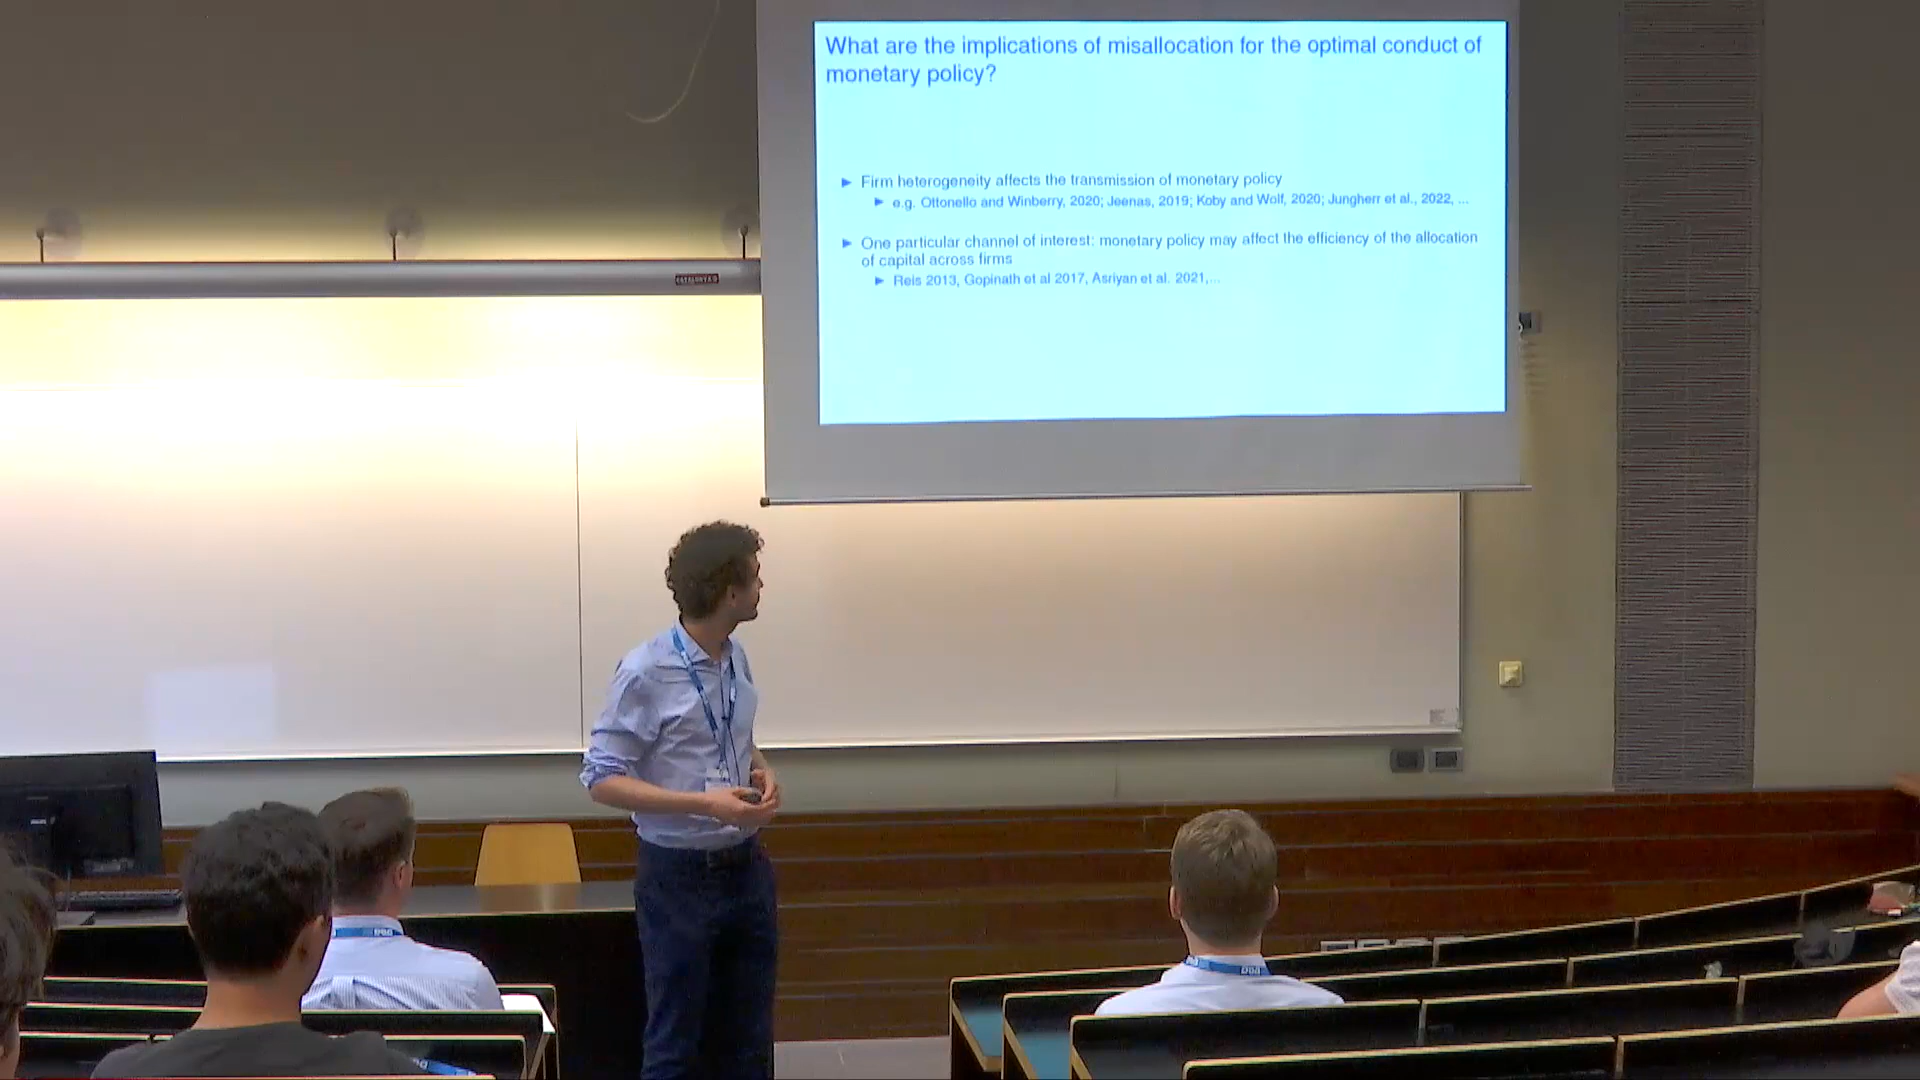 What are the implications of misallocation for the optimal conduct of
monetary policy?
► Firm heterogeneity affects the transmission of monetary policy
► e.g. Ottonello and Winberry, 2020; Jeenas, 2019; Koby and Wolf, 2020; Jungherr et al., 2022, ...
► One particular channel of interest: monetary policy may affect the efficiency of the allocation
of capital across firms
► Reis 2013, Gopinath et al 2017, Asriyan et al. 2021,...